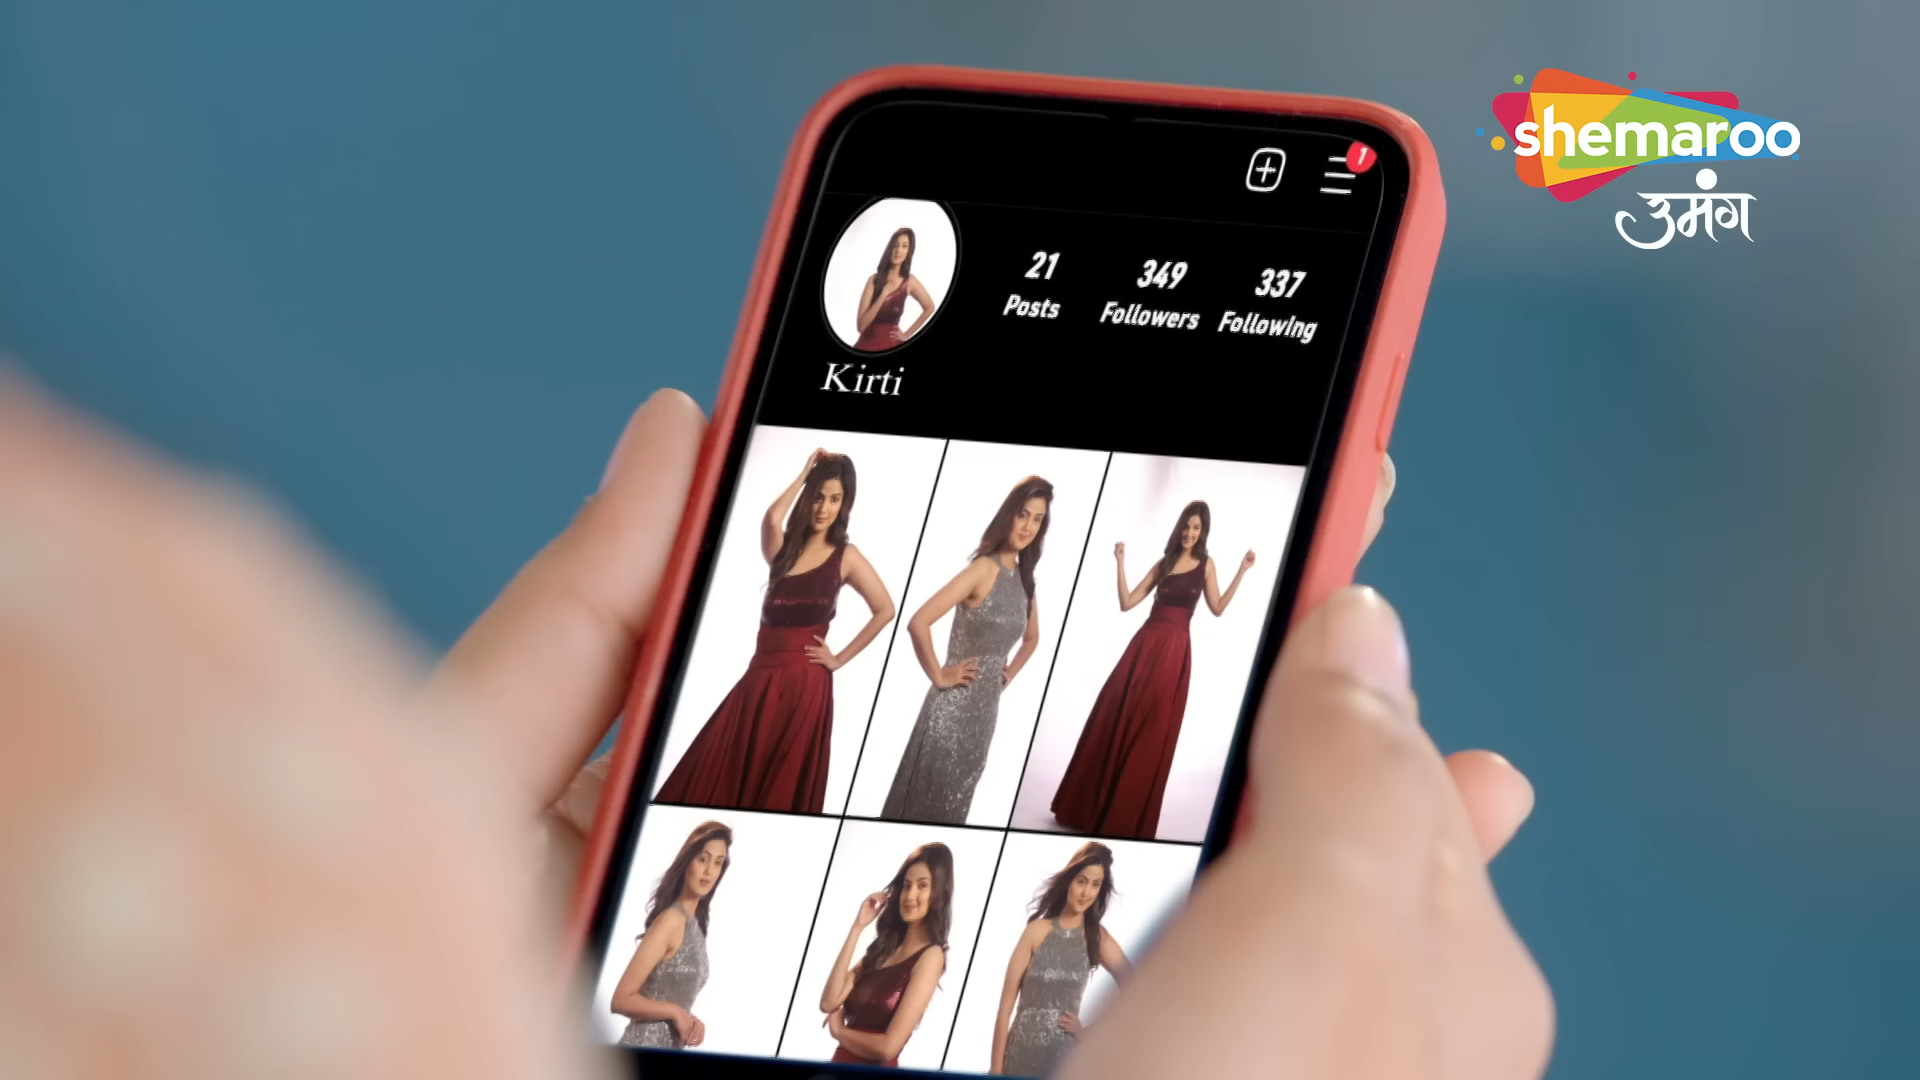 shemaroo
उमंग
1
21 349 337
Posts Followers Following
Kirti